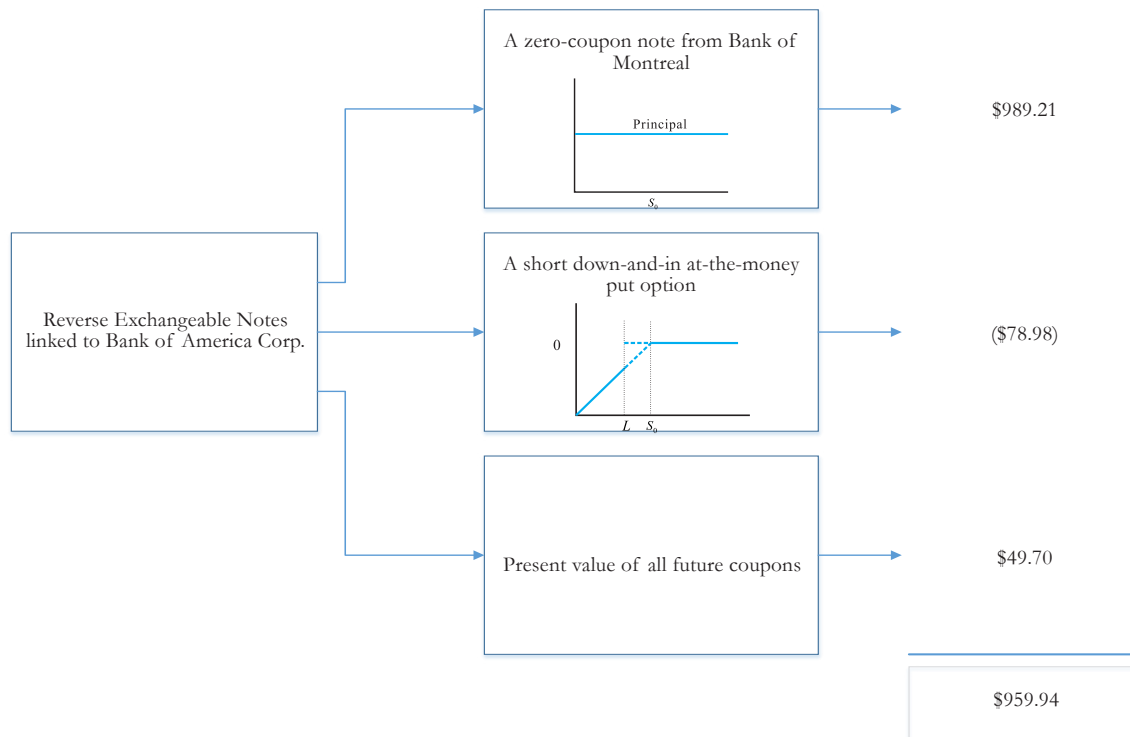 A zero-coupon note from Bank of
Montreal
Principal
S₀
$989.21
Reverse Exchangeable Notes
linked to Bank of America Corp.
A short down-and-in at-the-money
put option
0
L S₀
($78.98)
Present value of all future coupons
$49.70
$959.94